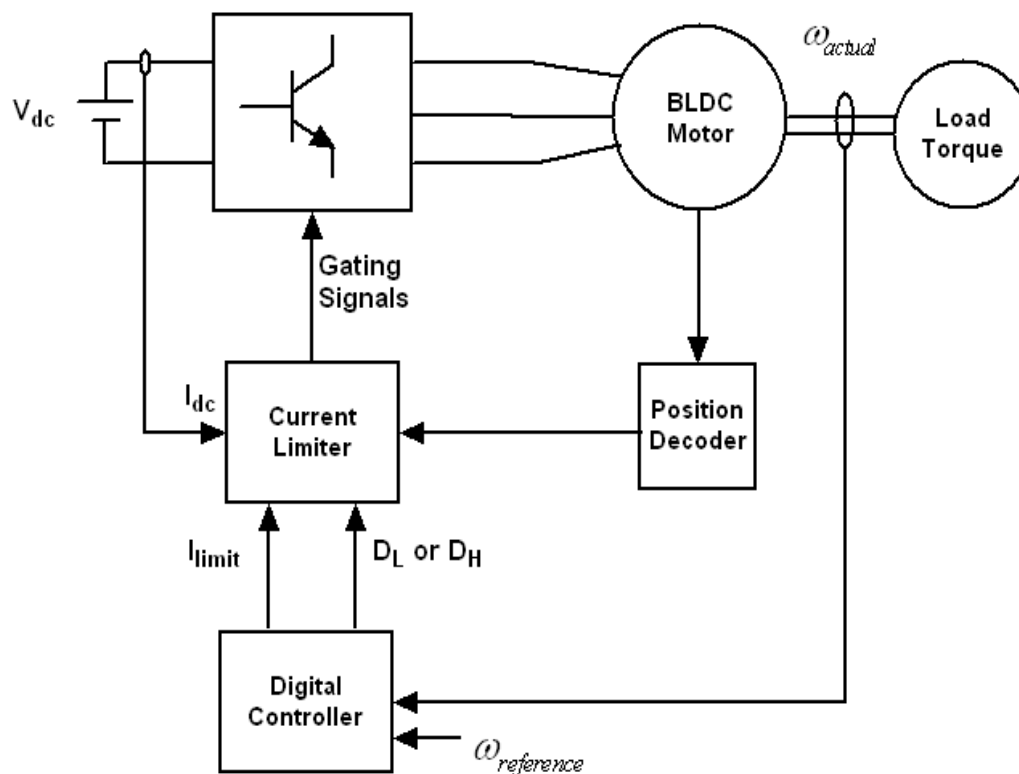 ω_actual
V_dc
BLDC
Motor
Load
Torque
Gating
Signals
I_dc
Current
Limiter
Position
Decoder
I_limit
D_L or D_H
Digital
Controller
ω_reference